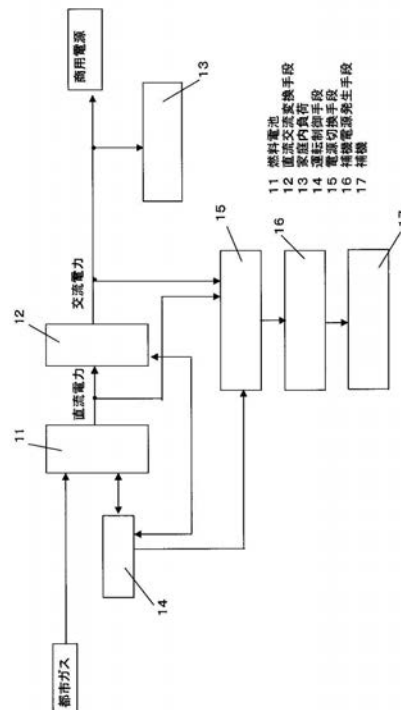 都市ガス
14
11
直流電力
12
交流電力
商用電源
13
15
16
17
11 燃料電池
12 直流交流変換手段
13 家庭内負荷
14 運転制御手段
15 電源切換手段
16 補機電源発生手段
17 補機